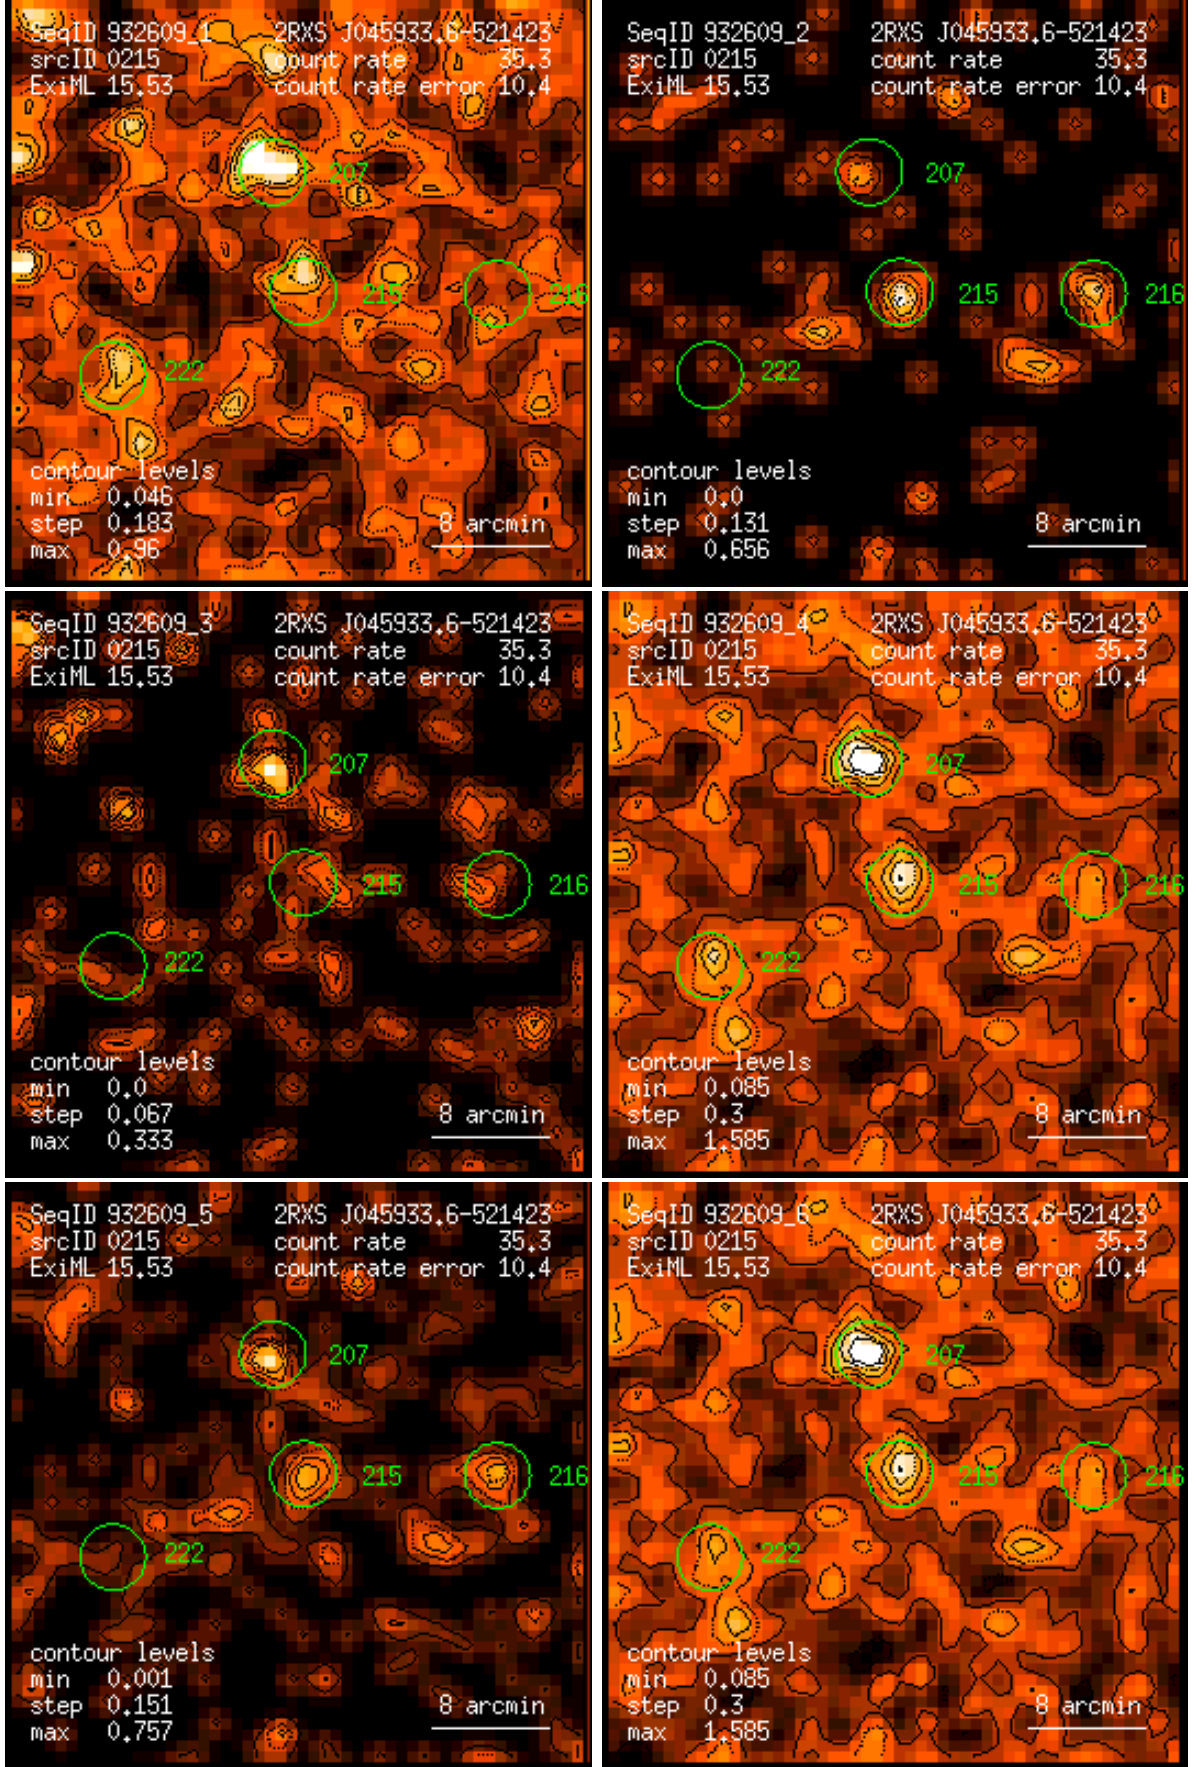 SeqID 932609_1 2RXS J045933.6-521423
srcID 0215 count rate 35.3
ExiML 15.53 count rate error 10.4
207
215
216
222
contour levels
min 0.046
step 0.183
max 0.96
8 arcmin
SeqID 932609_2 2RXS J045933.6-521423
srcID 0215 count rate 35.3
ExiML 15.53 count rate error 10.4
207
215
216
222
contour levels
min 0.0
step 0.131
max 0.656
8 arcmin
SeqID 932609_3 2RXS J045933.6-521423
srcID 0215 count rate 35.3
ExiML 15.53 count rate error 10.4
207
215
216
222
contour levels
min 0.0
step 0.067
max 0.333
8 arcmin
SeqID 932609_4 2RXS J045933.6-521423
srcID 0215 count rate 35.3
ExiML 15.53 count rate error 10.4
207
215
216
222
contour levels
min 0.085
step 0.3
max 1.585
8 arcmin
SeqID 932609_5 2RXS J045933.6-521423
srcID 0215 count rate 35.3
ExiML 15.53 count rate error 10.4
207
215
216
222
contour levels
min 0.001
step 0.151
max 0.757
8 arcmin
SeqID 932609_6 2RXS J045933.6-521423
srcID 0215 count rate 35.3
ExiML 15.53 count rate error 10.4
207
215
216
222
contour levels
min 0.085
step 0.3
max 1.585
8 arcmin